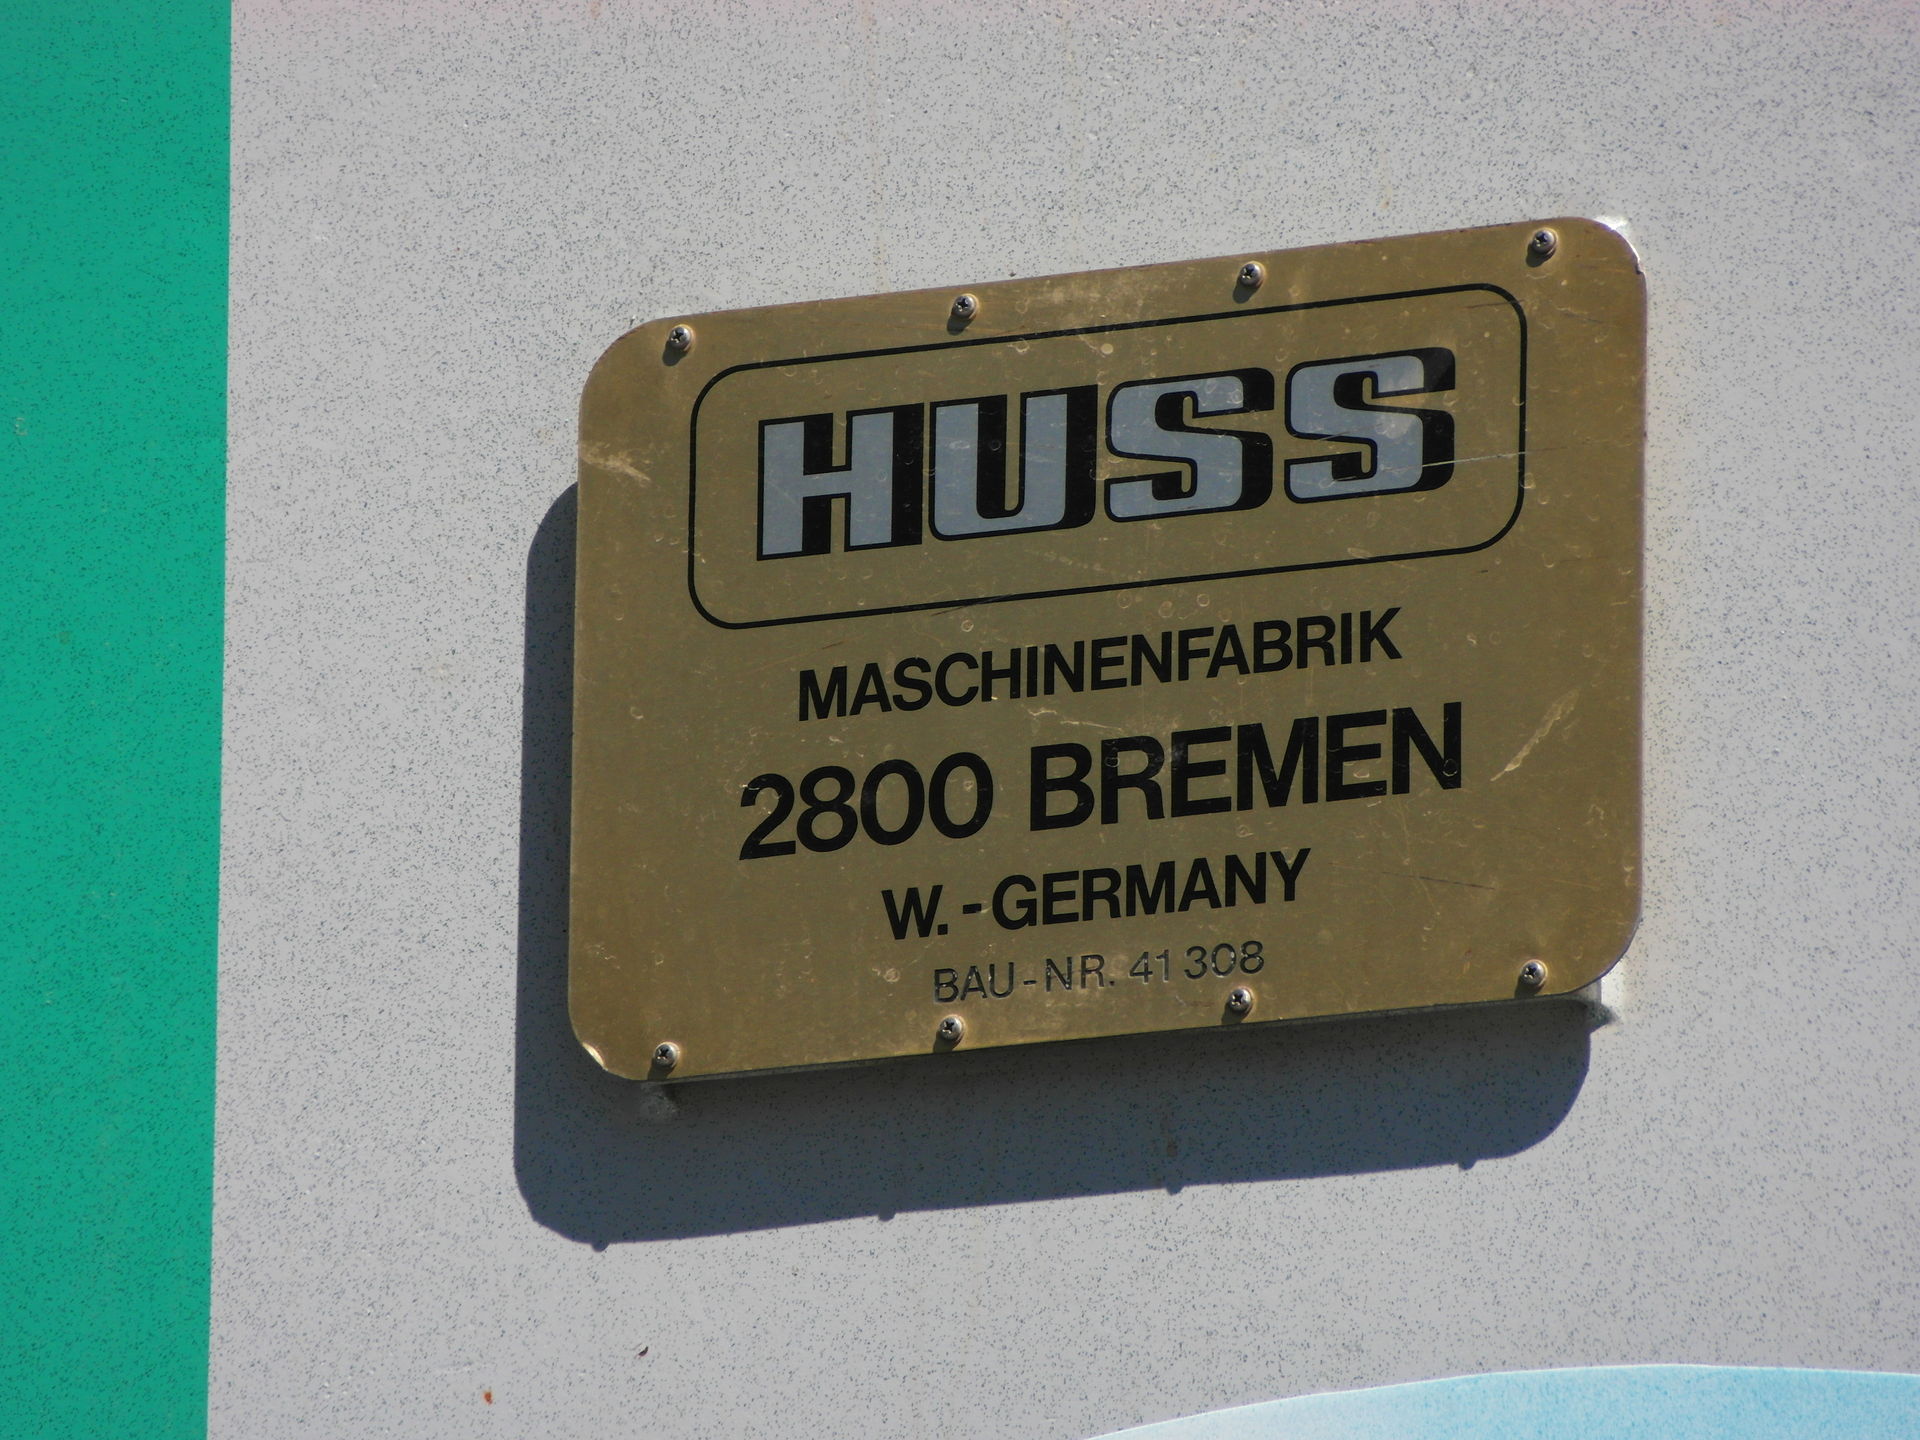 HUSS
MASCHINENFABRIK
2800 BREMEN
W.-GERMANY
BAU-NR. 41308